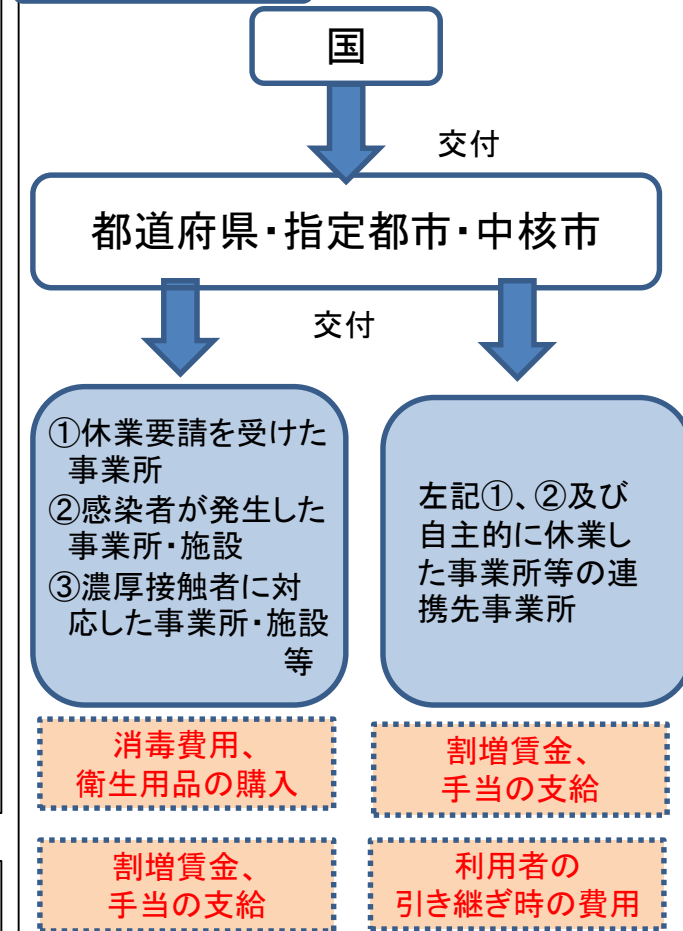 国
交付
都道府県・指定都市・中核市
交付
①休業要請を受けた
事業所
②感染者が発生した
事業所・施設
③濃厚接触者に対
応した事業所・施設
等
左記①、②及び
自主的に休業し
た事業所等の連
携先事業所
消毒費用、
衛生用品の購入
割増賃金、
手当の支給
割増賃金、
手当の支給
利用者の
引き継ぎ時の費用